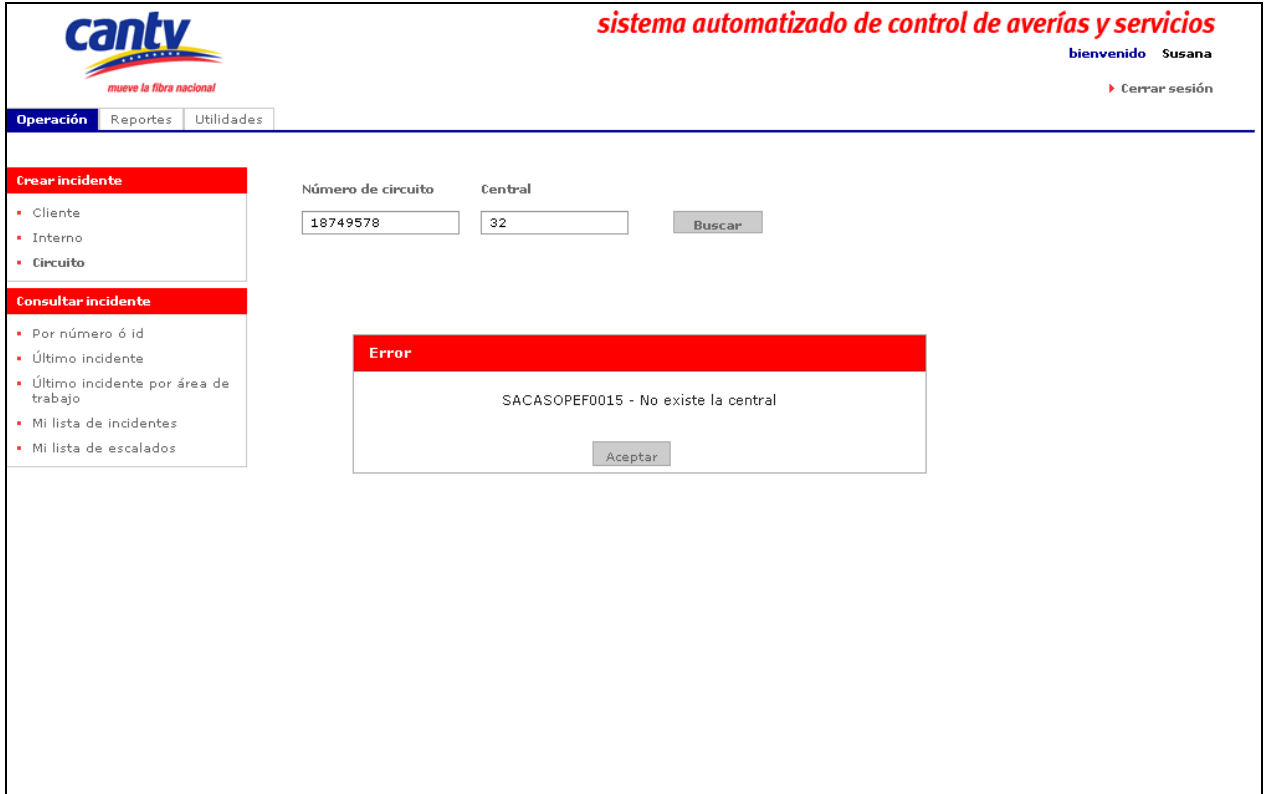 cantv
mueve la fibra nacional
sistema automatizado de control de averías y servicios
bienvenido Susana
Cerrar sesión
Operación Reportes Utilidades
Crear incidente
Cliente
Interno
Circuito
Consultar incidente
Por número ó id
Último incidente
Último incidente por área de
trabajo
Mi lista de incidentes
Mi lista de escalados
Número de circuito Central
18749578 32 Buscar
Error
SACASOPEF0015 - No existe la central
Aceptar